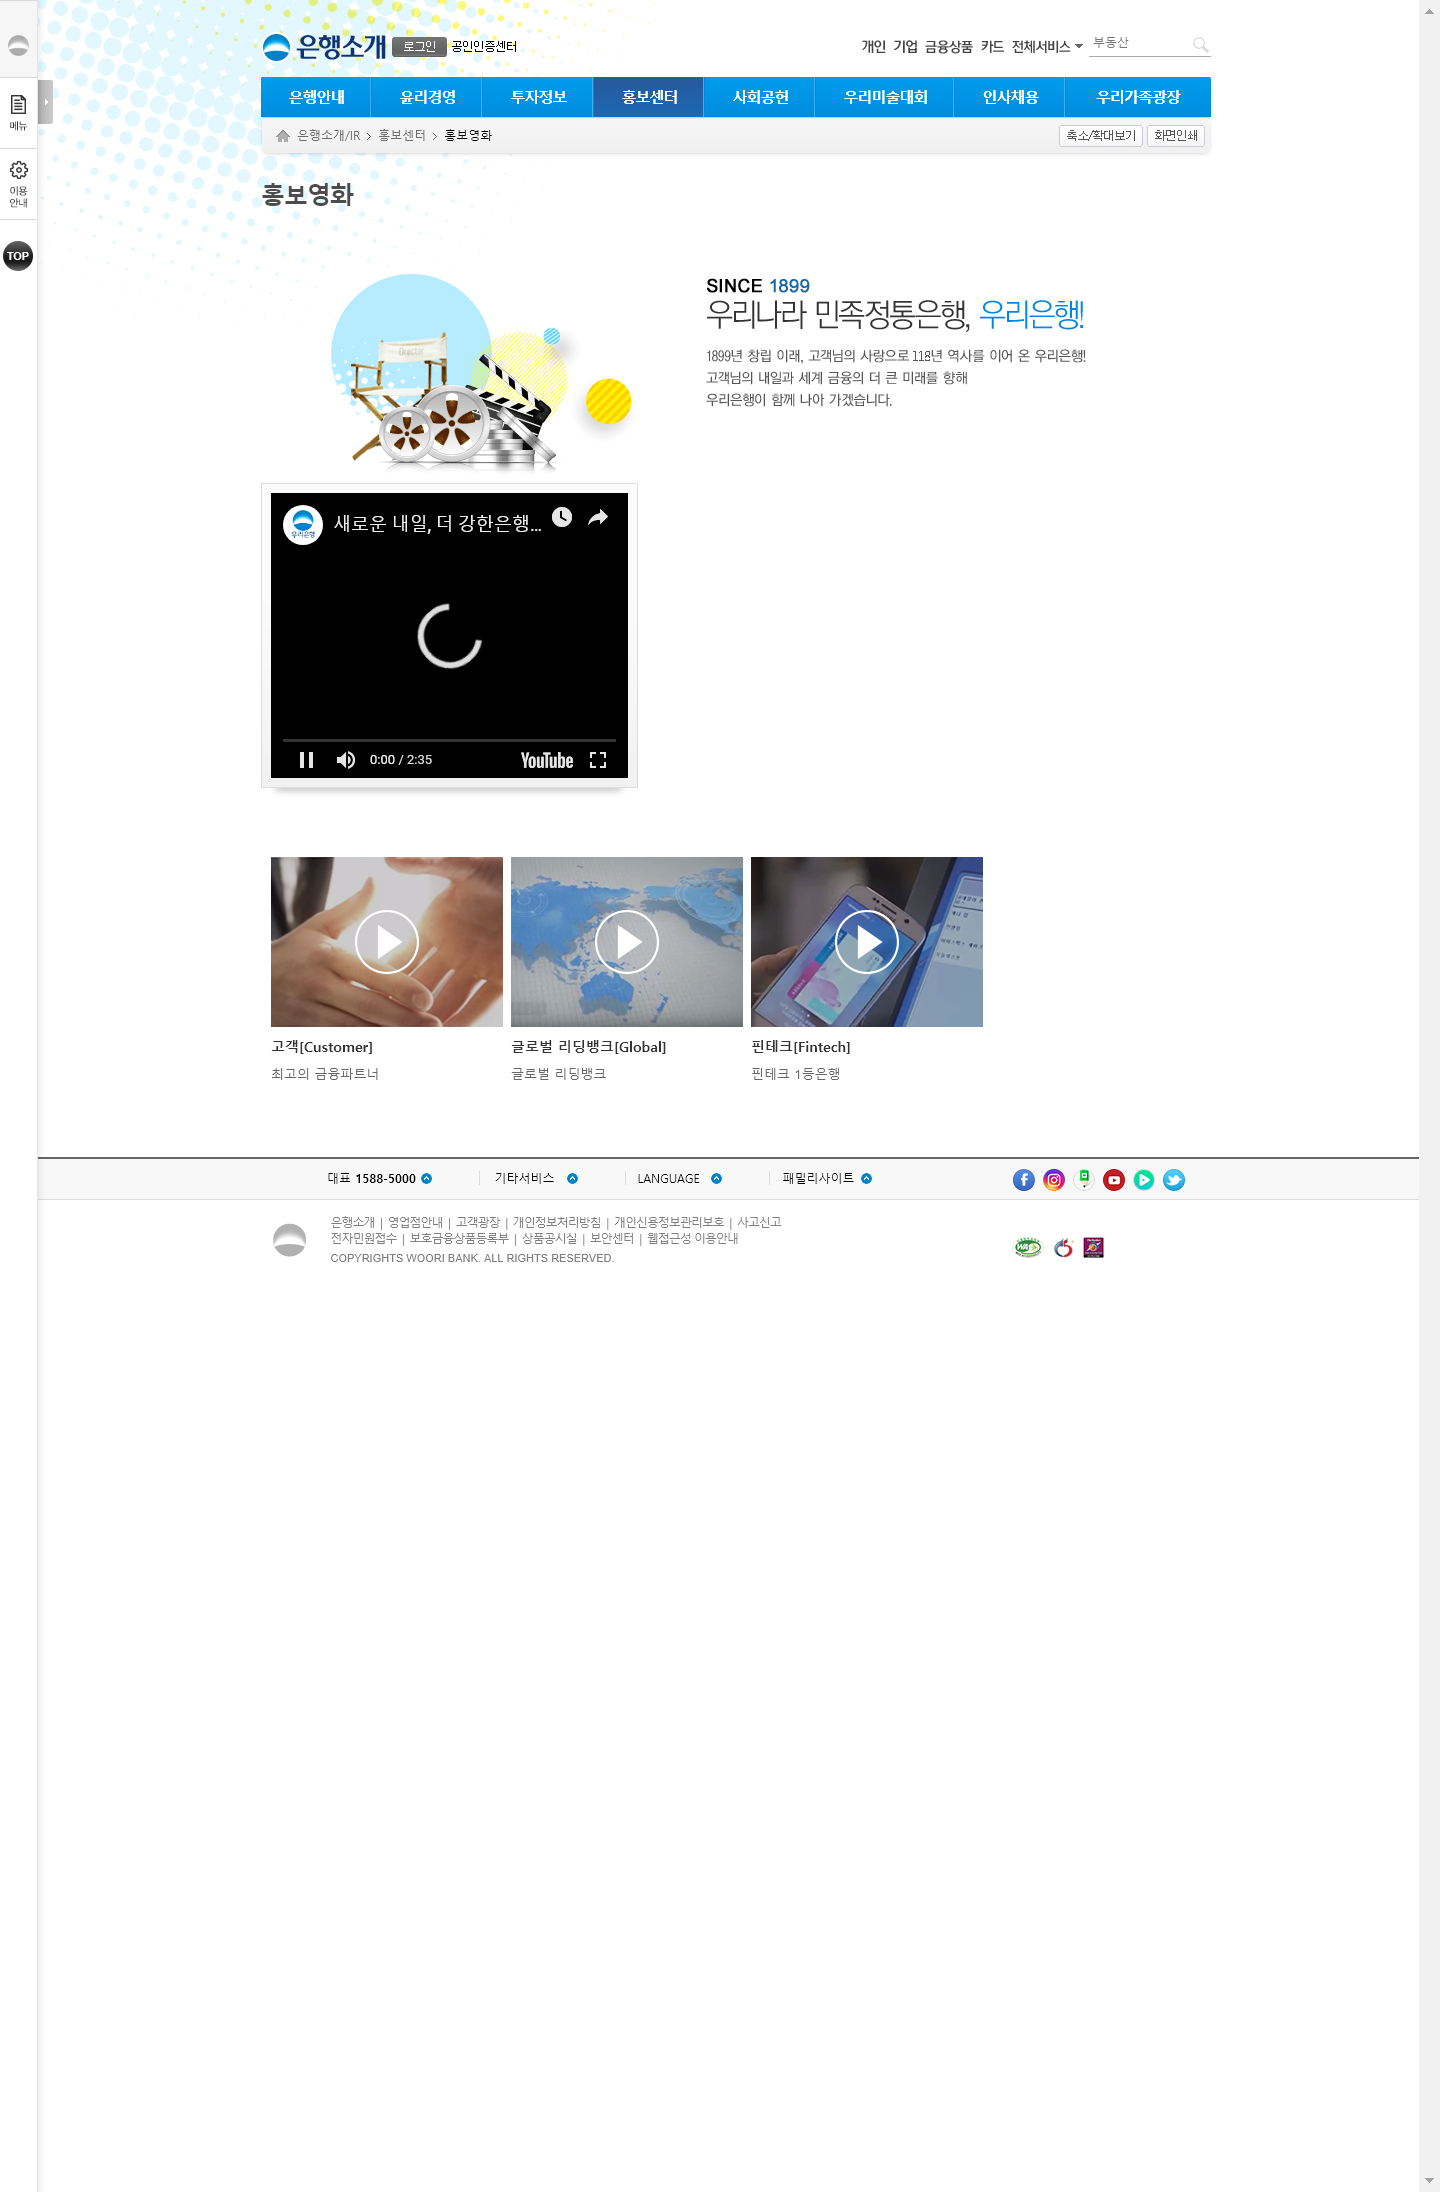 은행소개 로그인 공인인증센터 개인 기업 금융상품 카드 전체서비스 부동산
은행안내 윤리경영 투자정보 홍보센터 사회공헌 우리미술대회 인사채용 우리가족광장
은행소개/IR > 홍보센터 > 홍보영화 축소/확대보기 화면인쇄
메뉴
이용
안내
TOP
홍보영화
Director
SINCE 1899
우리나라 민족정통은행, 우리은행!
1899년 창립 이래, 고객님의 사랑으로 118년 역사를 이어 온 우리은행!
고객님의 내일과 세계 금융의 더 큰 미래를 향해
우리은행이 함께 나아 가겠습니다.
우리은행
새로운 내일, 더 강한은행...
0:00 / 2:35 YouTube
고객[Customer] 글로벌 리딩뱅크[Global] 핀테크[Fintech]
최고의 금융파트너 글로벌 리딩뱅크 핀테크 1등은행
대표 1588-5000 기타서비스 LANGUAGE 패밀리사이트
은행소개 | 영업점안내 | 고객광장 | 개인정보처리방침 | 개인신용정보관리보호 | 사고신고
전자민원접수 | 보호금융상품등록부 | 상품공시실 | 보안센터 | 웹접근성 이용안내
COPYRIGHTS WOORI BANK. ALL RIGHTS RESERVED.
WA